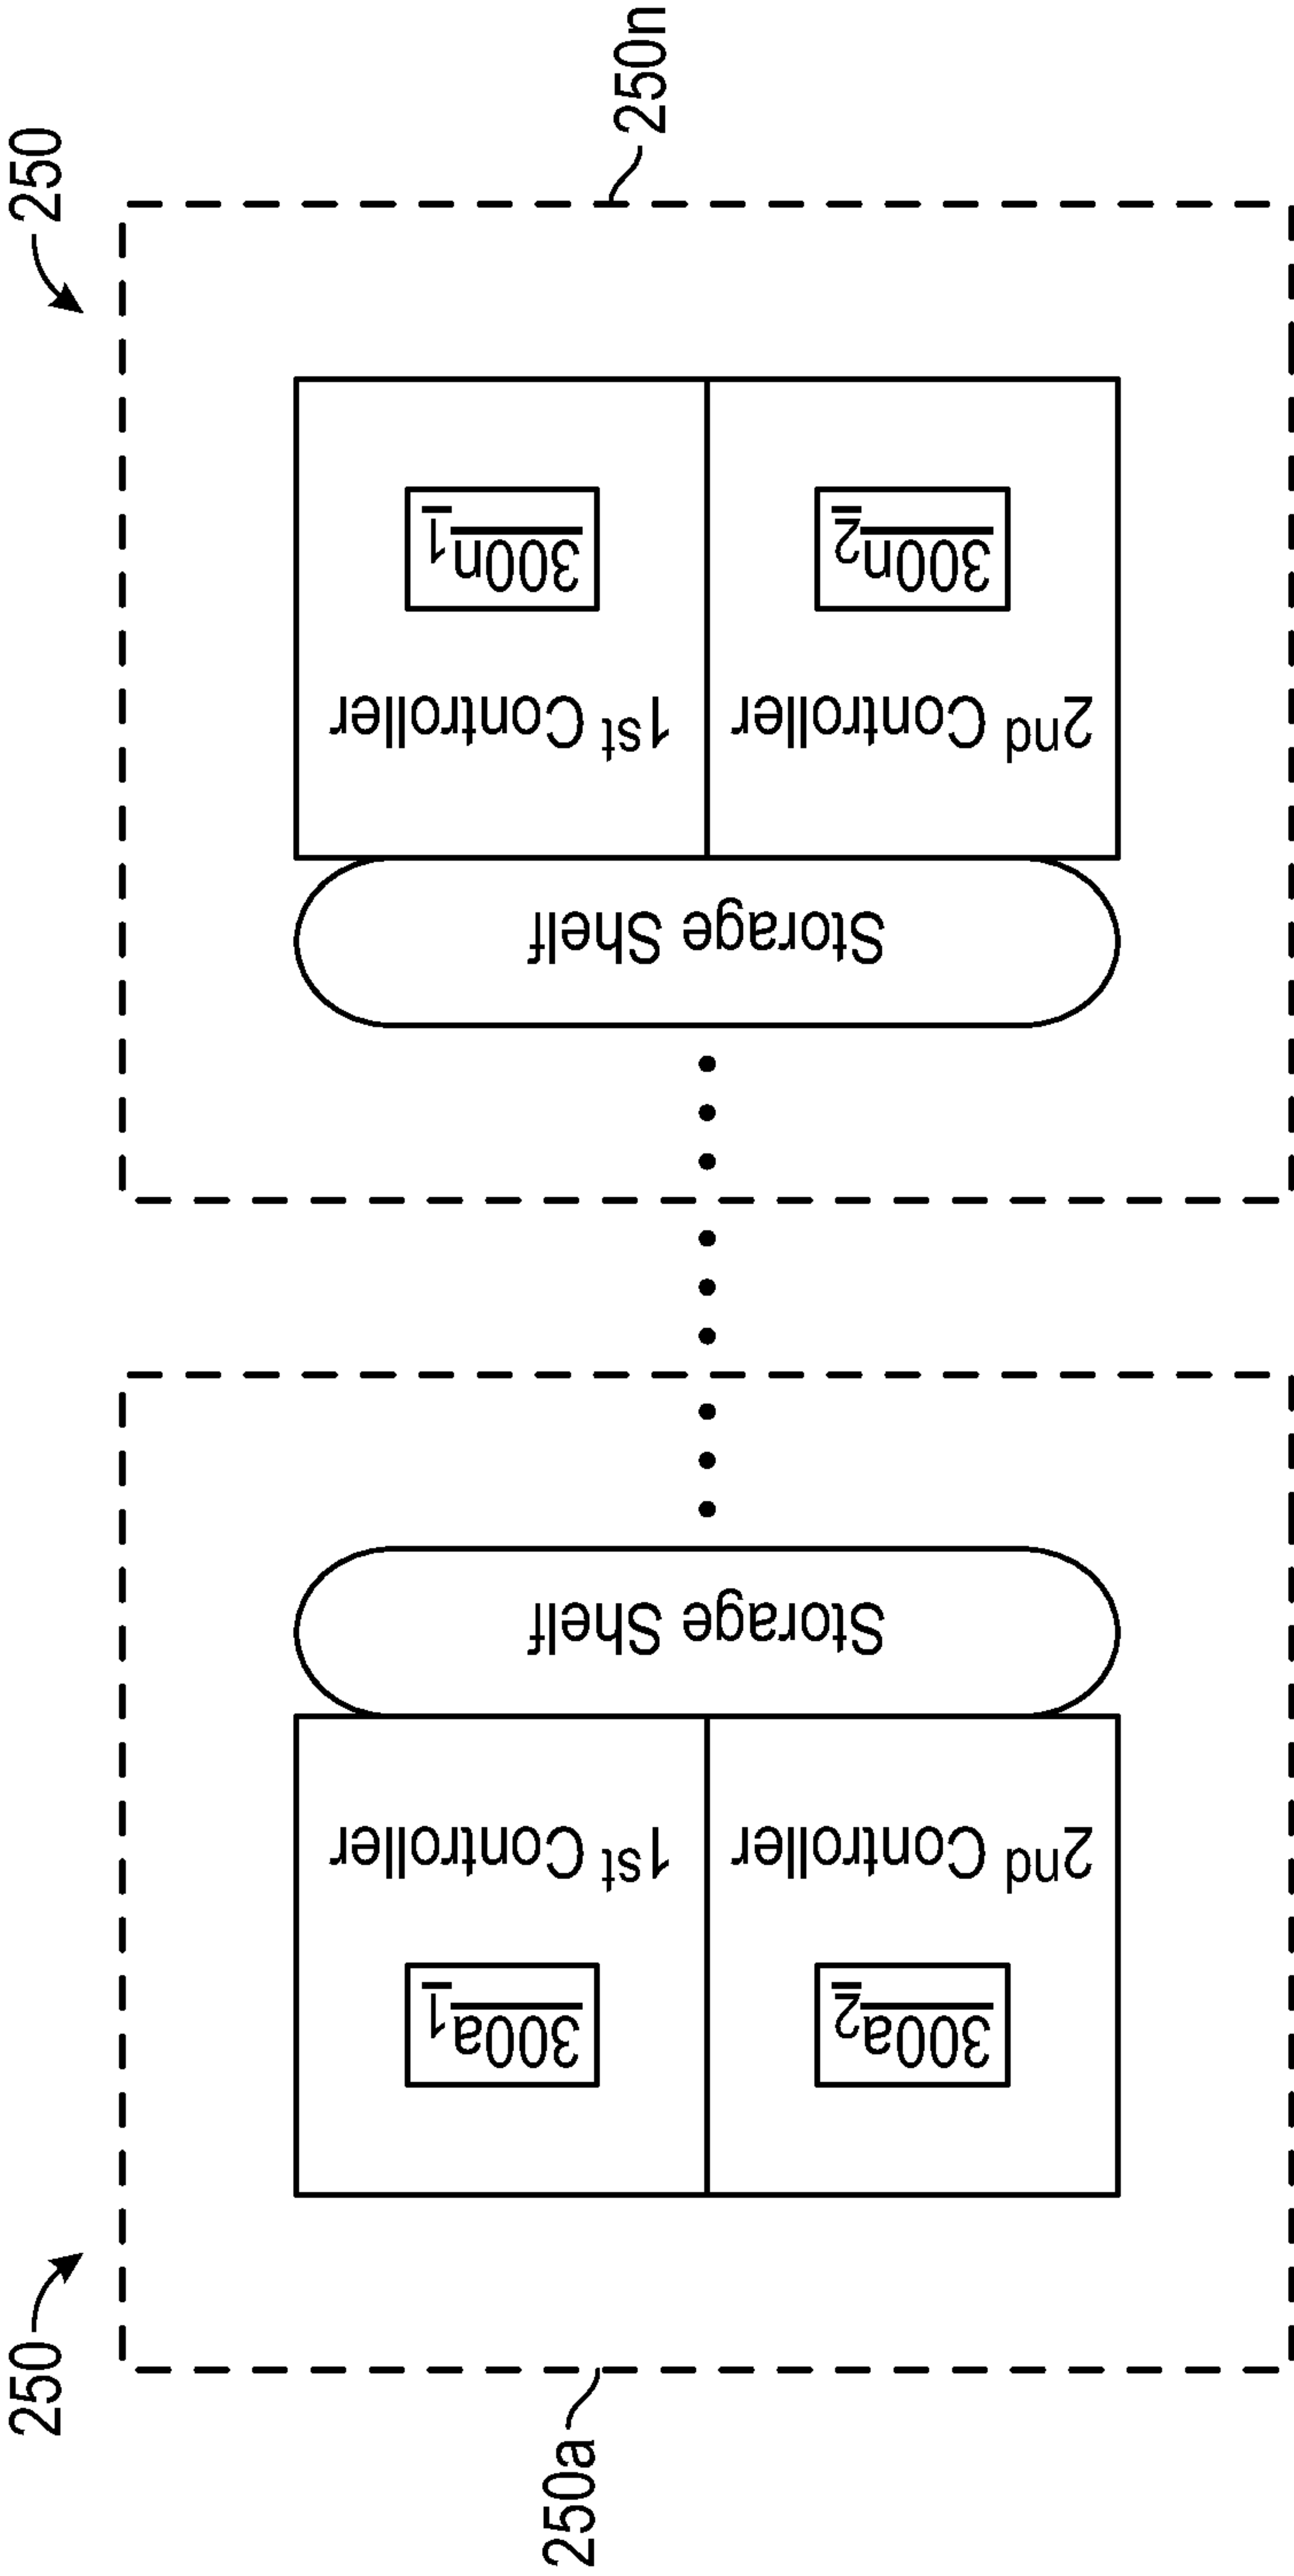 250
250
250a
250n
1st Controller
300a1
2nd Controller
300a2
Storage Shelf
Storage Shelf
1st Controller
300n1
2nd Controller
300n2